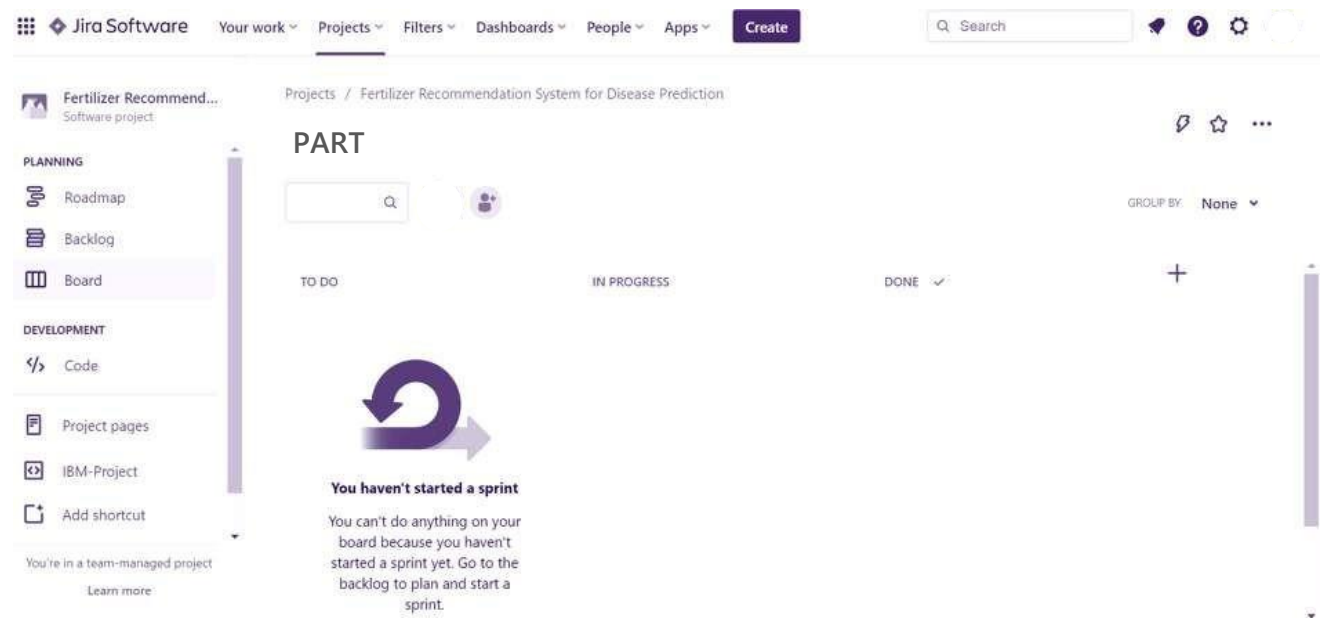 Jira Software Your work Projects Filters Dashboards People Apps Create Search
Fertilizer Recommend...
Software project
PLANNING
Roadmap
Backlog
Board
DEVELOPMENT
Code
Project pages
IBM-Project
Add shortcut
You're in a team-managed project
Learn more
Projects / Fertilizer Recommendation System for Disease Prediction
PART
GROUP BY None
TO DO IN PROGRESS DONE
You haven't started a sprint
You can't do anything on your
board because you haven't
started a sprint yet. Go to the
backlog to plan and start a
sprint.